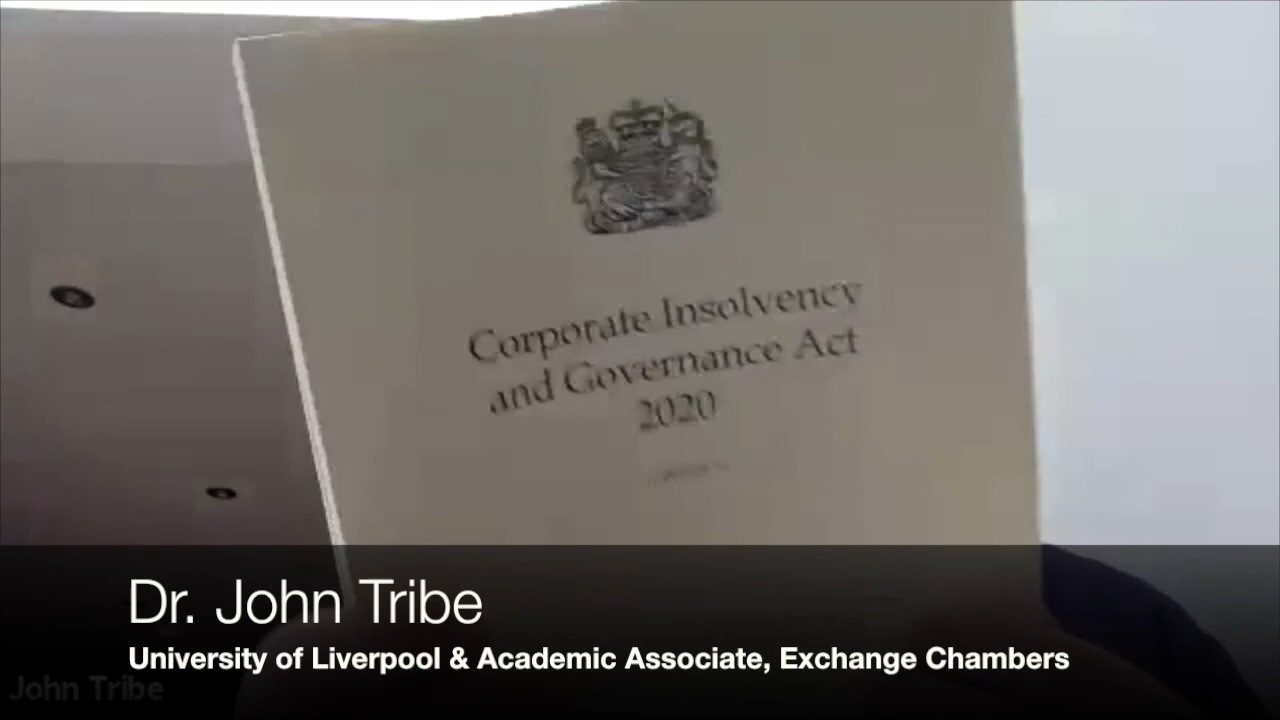 Corporate Insolvency
and Governance Act
2020
Dr. John Tribe
University of Liverpool & Academic Associate, Exchange Chambers
John Tribe